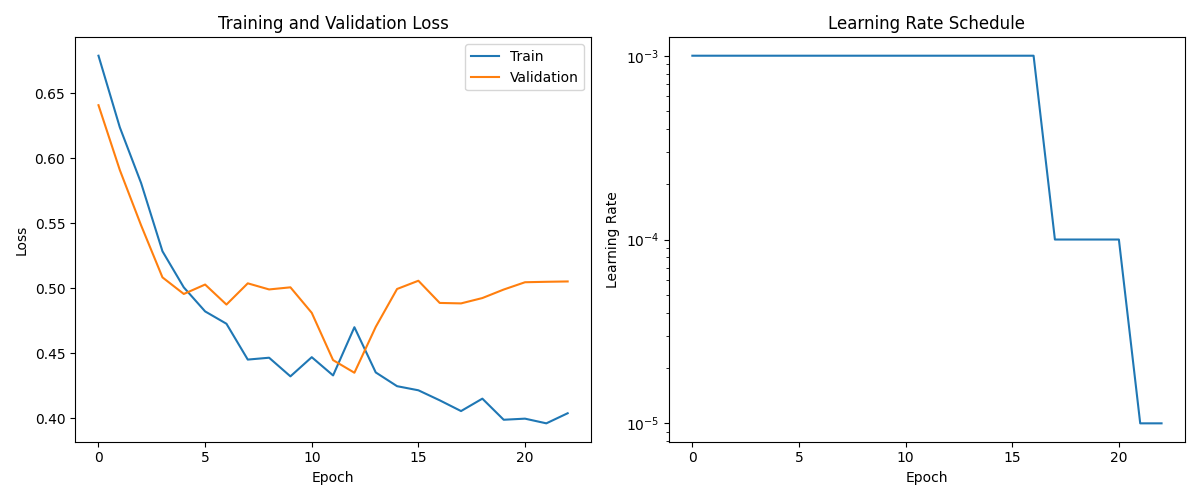 Training and Validation Loss
Train
Validation
0.65
0.60
0.55
0.50
0.45
0.40
Loss
0
5
10
15
20
Epoch
Learning Rate Schedule
10⁻³
10⁻⁴
10⁻⁵
Learning Rate
0
5
10
15
20
Epoch